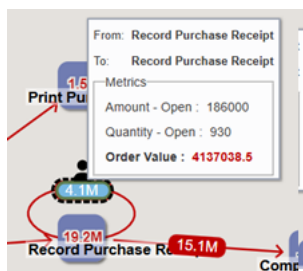 From: Record Purchase Receipt
To: Record Purchase Receipt
Metrics
Amount - Open : 186000
Quantity - Open : 930
Order Value : 4137038.5
1.5
Print Pu
4.1M
19.2M
Record Purchase Re
15.1M
Comp